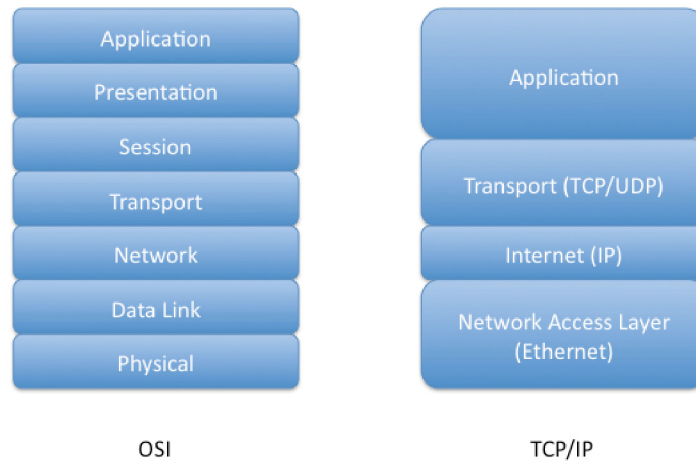 Application
Presentation
Session
Transport
Network
Data Link
Physical
OSI
Application
Transport (TCP/UDP)
Internet (IP)
Network Access Layer
(Ethernet)
TCP/IP